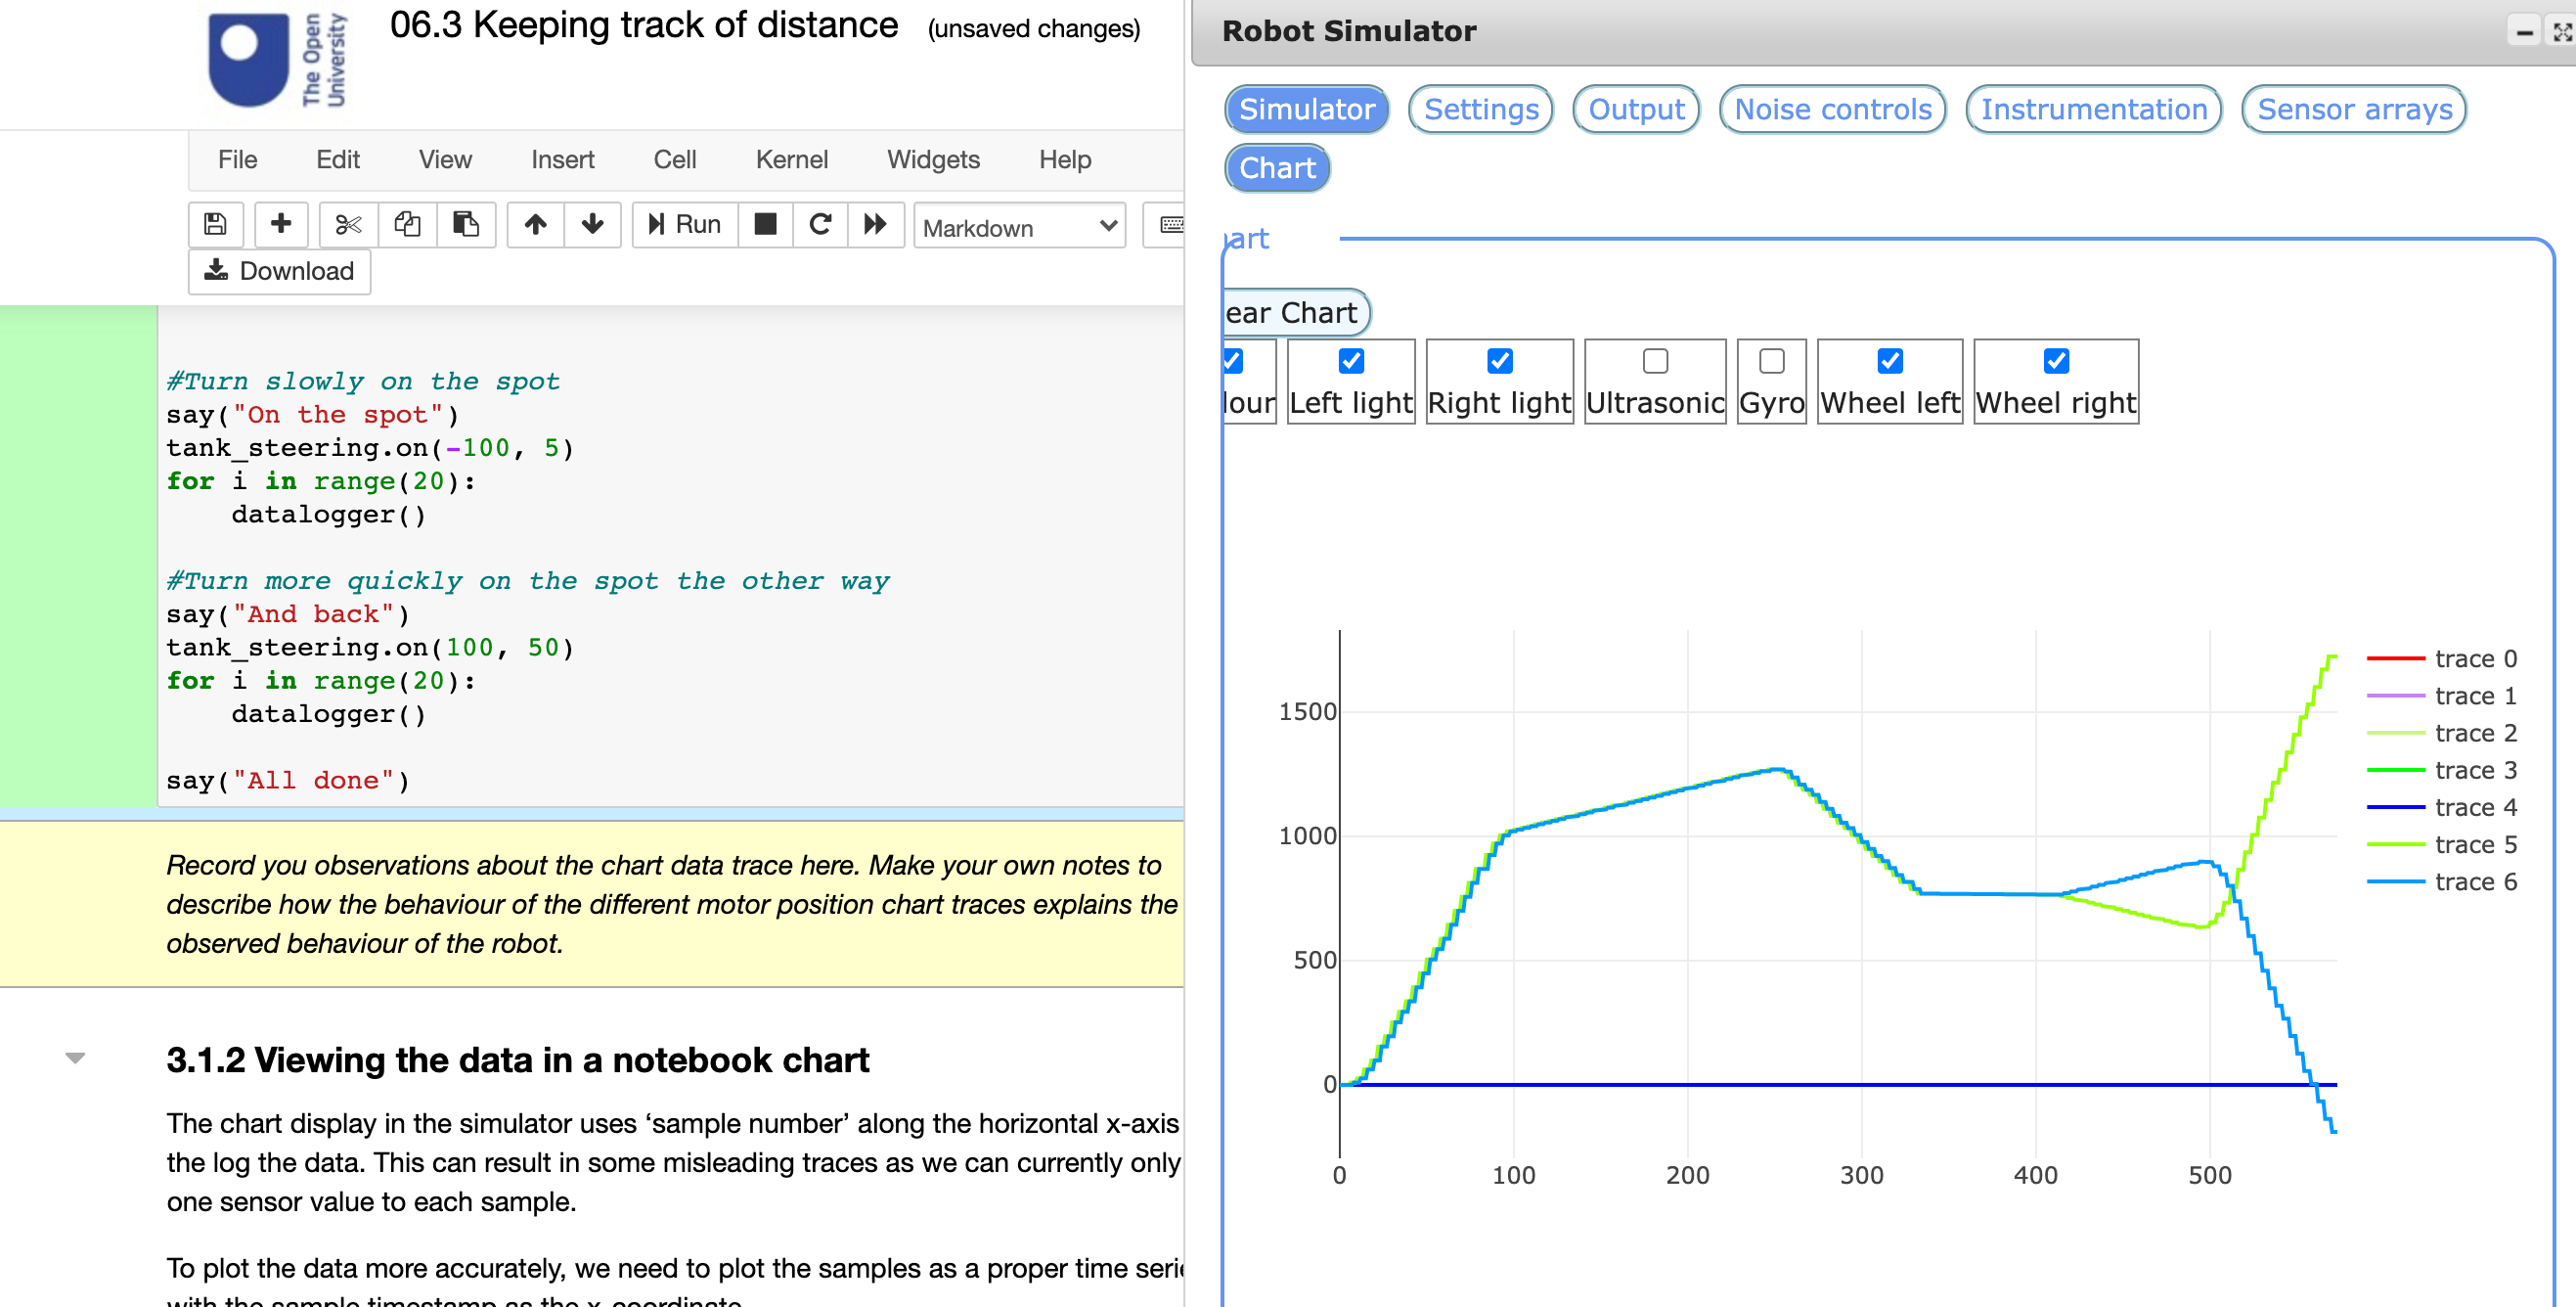 The Open
University
06.3 Keeping track of distance (unsaved changes)
File Edit View Insert Cell Kernel Widgets Help
Run
Markdown
Download
#Turn slowly on the spot
say("On the spot")
tank_steering.on(-100, 5)
for i in range(20):
    datalogger()
#Turn more quickly on the spot the other way
say("And back")
tank_steering.on(100, 50)
for i in range(20):
    datalogger()
say("All done")
Record you observations about the chart data trace here. Make your own notes to
describe how the behaviour of the different motor position chart traces explains the
observed behaviour of the robot.
3.1.2 Viewing the data in a notebook chart
The chart display in the simulator uses ‘sample number’ along the horizontal x-axis
the log the data. This can result in some misleading traces as we can currently only
one sensor value to each sample.
To plot the data more accurately, we need to plot the samples as a proper time serie
with the sample timestamp as the x-coordinate
Robot Simulator
Simulator Settings Output Noise controls Instrumentation Sensor arrays
Chart
art
ear Chart
lour Left light Right light Ultrasonic Gyro Wheel left Wheel right
1500
1000
500
0
0 100 200 300 400 500
trace 0
trace 1
trace 2
trace 3
trace 4
trace 5
trace 6